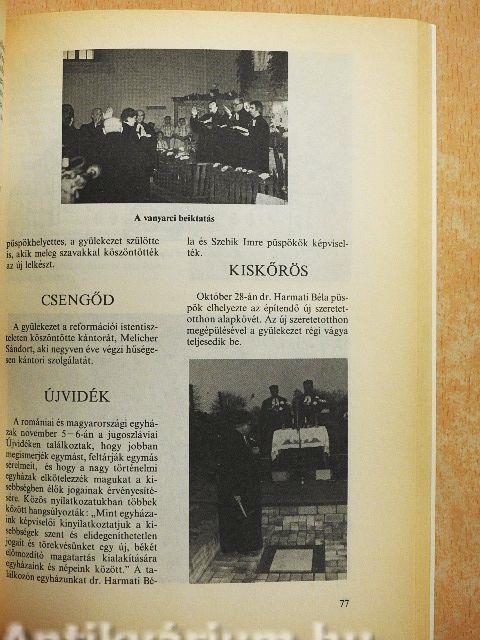 A vanyarci beiktatás
püspökhelyettes, a gyülekezet szülötte
is, akik meleg szavakkal köszöntötték
az új lelkészt.
CSENGŐD
A gyülekezet a reformációi istentisz-
teleten köszöntötte kántorát, Melicher
Sándort, aki negyven éve végzi hűsége-
sen kántori szolgálatát.
ÚJVIDÉK
A romániai és magyarországi egyhá-
zak november 5–6-án a jugoszláviai
Újvidéken találkoztak, hogy jobban
megismerjék egymást, feltárják egymás
sérelmeit, és hogy a nagy történelmi
egyházak elkötelezzék magukat a ki-
sebbségben élők jogainak érvényesíté-
sére. Közös nyilatkozatukban többek
között hangsúlyozták: „Mint egyháza-
ink képviselői kinyilatkoztatjuk a ki-
sebbségek szent és elidegeníthetetlen
jogait és törekvésünket egy új, békét
előmozdító magatartás kialakítására
egyházaink és népeink között.” A ta-
lálkozón egyházunkat dr. Harmati Bé-
la és Szebik Imre püspökök képvisel-
ték.
KISKŐRÖS
Október 28-án dr. Harmati Béla püs-
pök elhelyezte az építendő új szeretet-
otthon alapkövét. Az új szeretetotthon
megépülésével a gyülekezet régi vágya
teljesedik be.
77
Antikvárium.hu